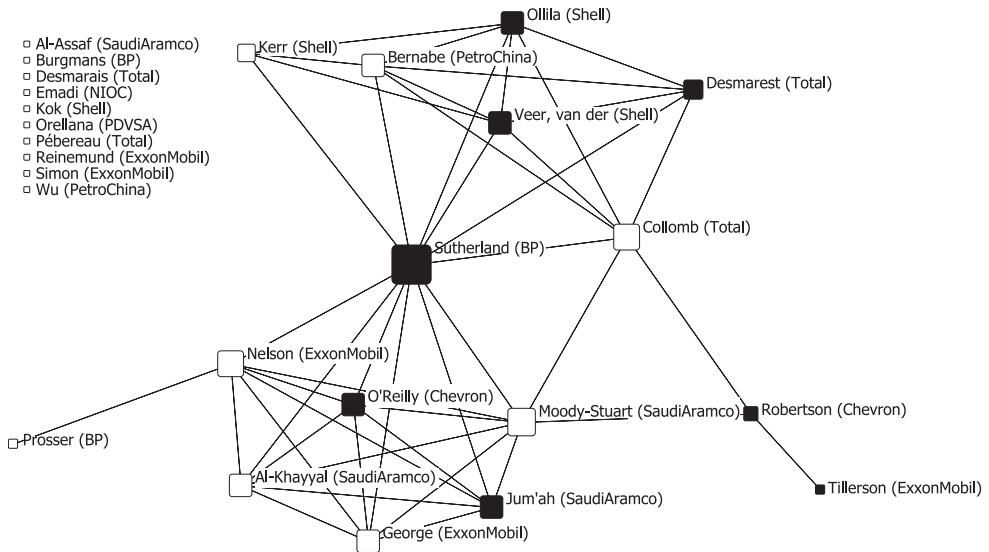 Al-Assaf (SaudiAramco)
Burgmans (BP)
Desmarais (Total)
Emadi (NIOC)
Kok (Shell)
Orellana (PDVSA)
Pébereau (Total)
Reinemund (ExxonMobil)
Simon (ExxonMobil)
Wu (PetroChina)
Ollila (Shell)
Kerr (Shell)
Bernabe (PetroChina)
Desmarest (Total)
Veer, van der (Shell)
Collomb (Total)
Sutherland (BP)
Nelson (ExxonMobil)
O'Reilly (Chevron)
Moody-Stuart (SaudiAramco)
Robertson (Chevron)
Prosser (BP)
Al-Khayyal (SaudiAramco)
Jum'ah (SaudiAramco)
Tillerson (ExxonMobil)
George (ExxonMobil)